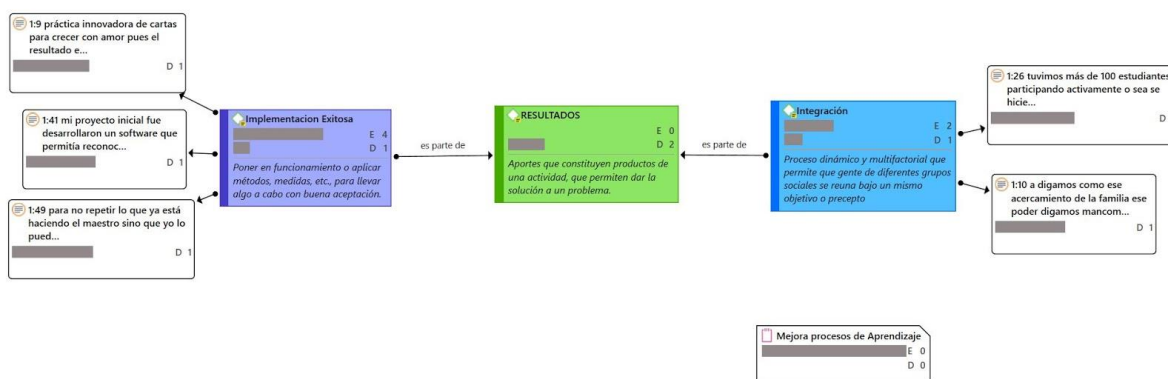 1:9 práctica innovadora de cartas
para crecer con amor pues el
resultado e...
D 1
1:41 mi proyecto inicial fue
desarrollaron un software que
permitía reconoc...
D 1
1:49 para no repetir lo que ya está
haciendo el maestro sino que yo lo
pued...
D 1
Implementacion Exitosa
E 4
D 1
Poner en funcionamiento o aplicar
métodos, medidas, etc., para llevar
algo a cabo con buena aceptación.
es parte de
RESULTADOS
E 0
D 2
Aportes que constituyen productos de
una actividad, que permiten dar la
solución a un problema.
es parte de
Integración
E 2
D 1
Proceso dinámico y multifactorial que
permite que gente de diferentes grupos
sociales se reuna bajo un mismo
objetivo o precepto
1:26 tuvimos más de 100 estudiantes
participando activamente o sea se
hicie...
D
1:10 a digamos como ese
acercamiento de la familia ese
poder digamos mancom...
D 1
Mejora procesos de Aprendizaje
E 0
D 0